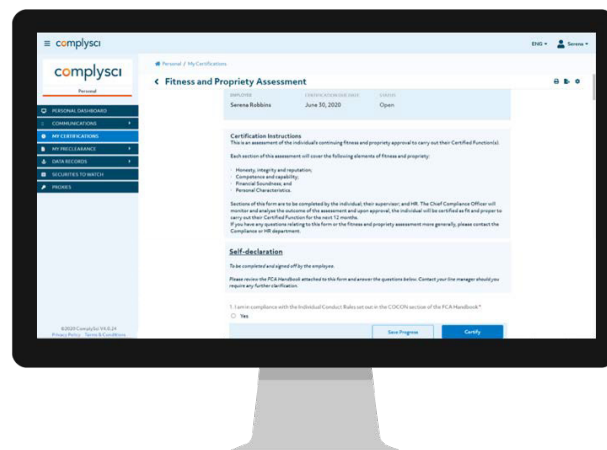 complysci
ENG
Serena
complysci
Personal
Personal / My Certifications
Fitness and Propriety Assessment
PERSONAL DASHBOARD
COMMUNICATIONS
MY CERTIFICATIONS
MY PRECLEARANCE
DATA RECORDS
SECURITIES TO WATCH
PROXIES
EMPLOYEE CERTIFICATION DUE DATE STATUS
Serena Robbins June 30, 2020 Open
Certification Instructions
This is an assessment of the individual's continuing fitness and propriety approval to carry out their Certified Function(s).
Each section of this assessment will cover the following elements of fitness and propriety:
· Honesty, integrity and reputation;
· Competence and capability;
· Financial Soundness; and
· Personal Characteristics.
Sections of this form are to be completed by the individual; their supervisor; and HR. The Chief Compliance Officer will
monitor and analyse the outcome of the assessment and upon approval, the individual will be certified as fit and proper to
carry out their Certified Function for the next 12 months.
If you have any questions relating to this form or the fitness and propriety assessment more generally, please contact the
Compliance or HR department.
Self-declaration
To be completed and signed off by the employee.
Please review the FCA Handbook attached to this form and answer the questions below. Contact your line manager should you
require any further clarification.
1. I am in compliance with the Individual Conduct Rules set out in the COCON section of the FCA Handbook *
Yes
Save Progress Certify
©2020 ComplySci V4.0.24
Privacy Policy Terms & Conditions